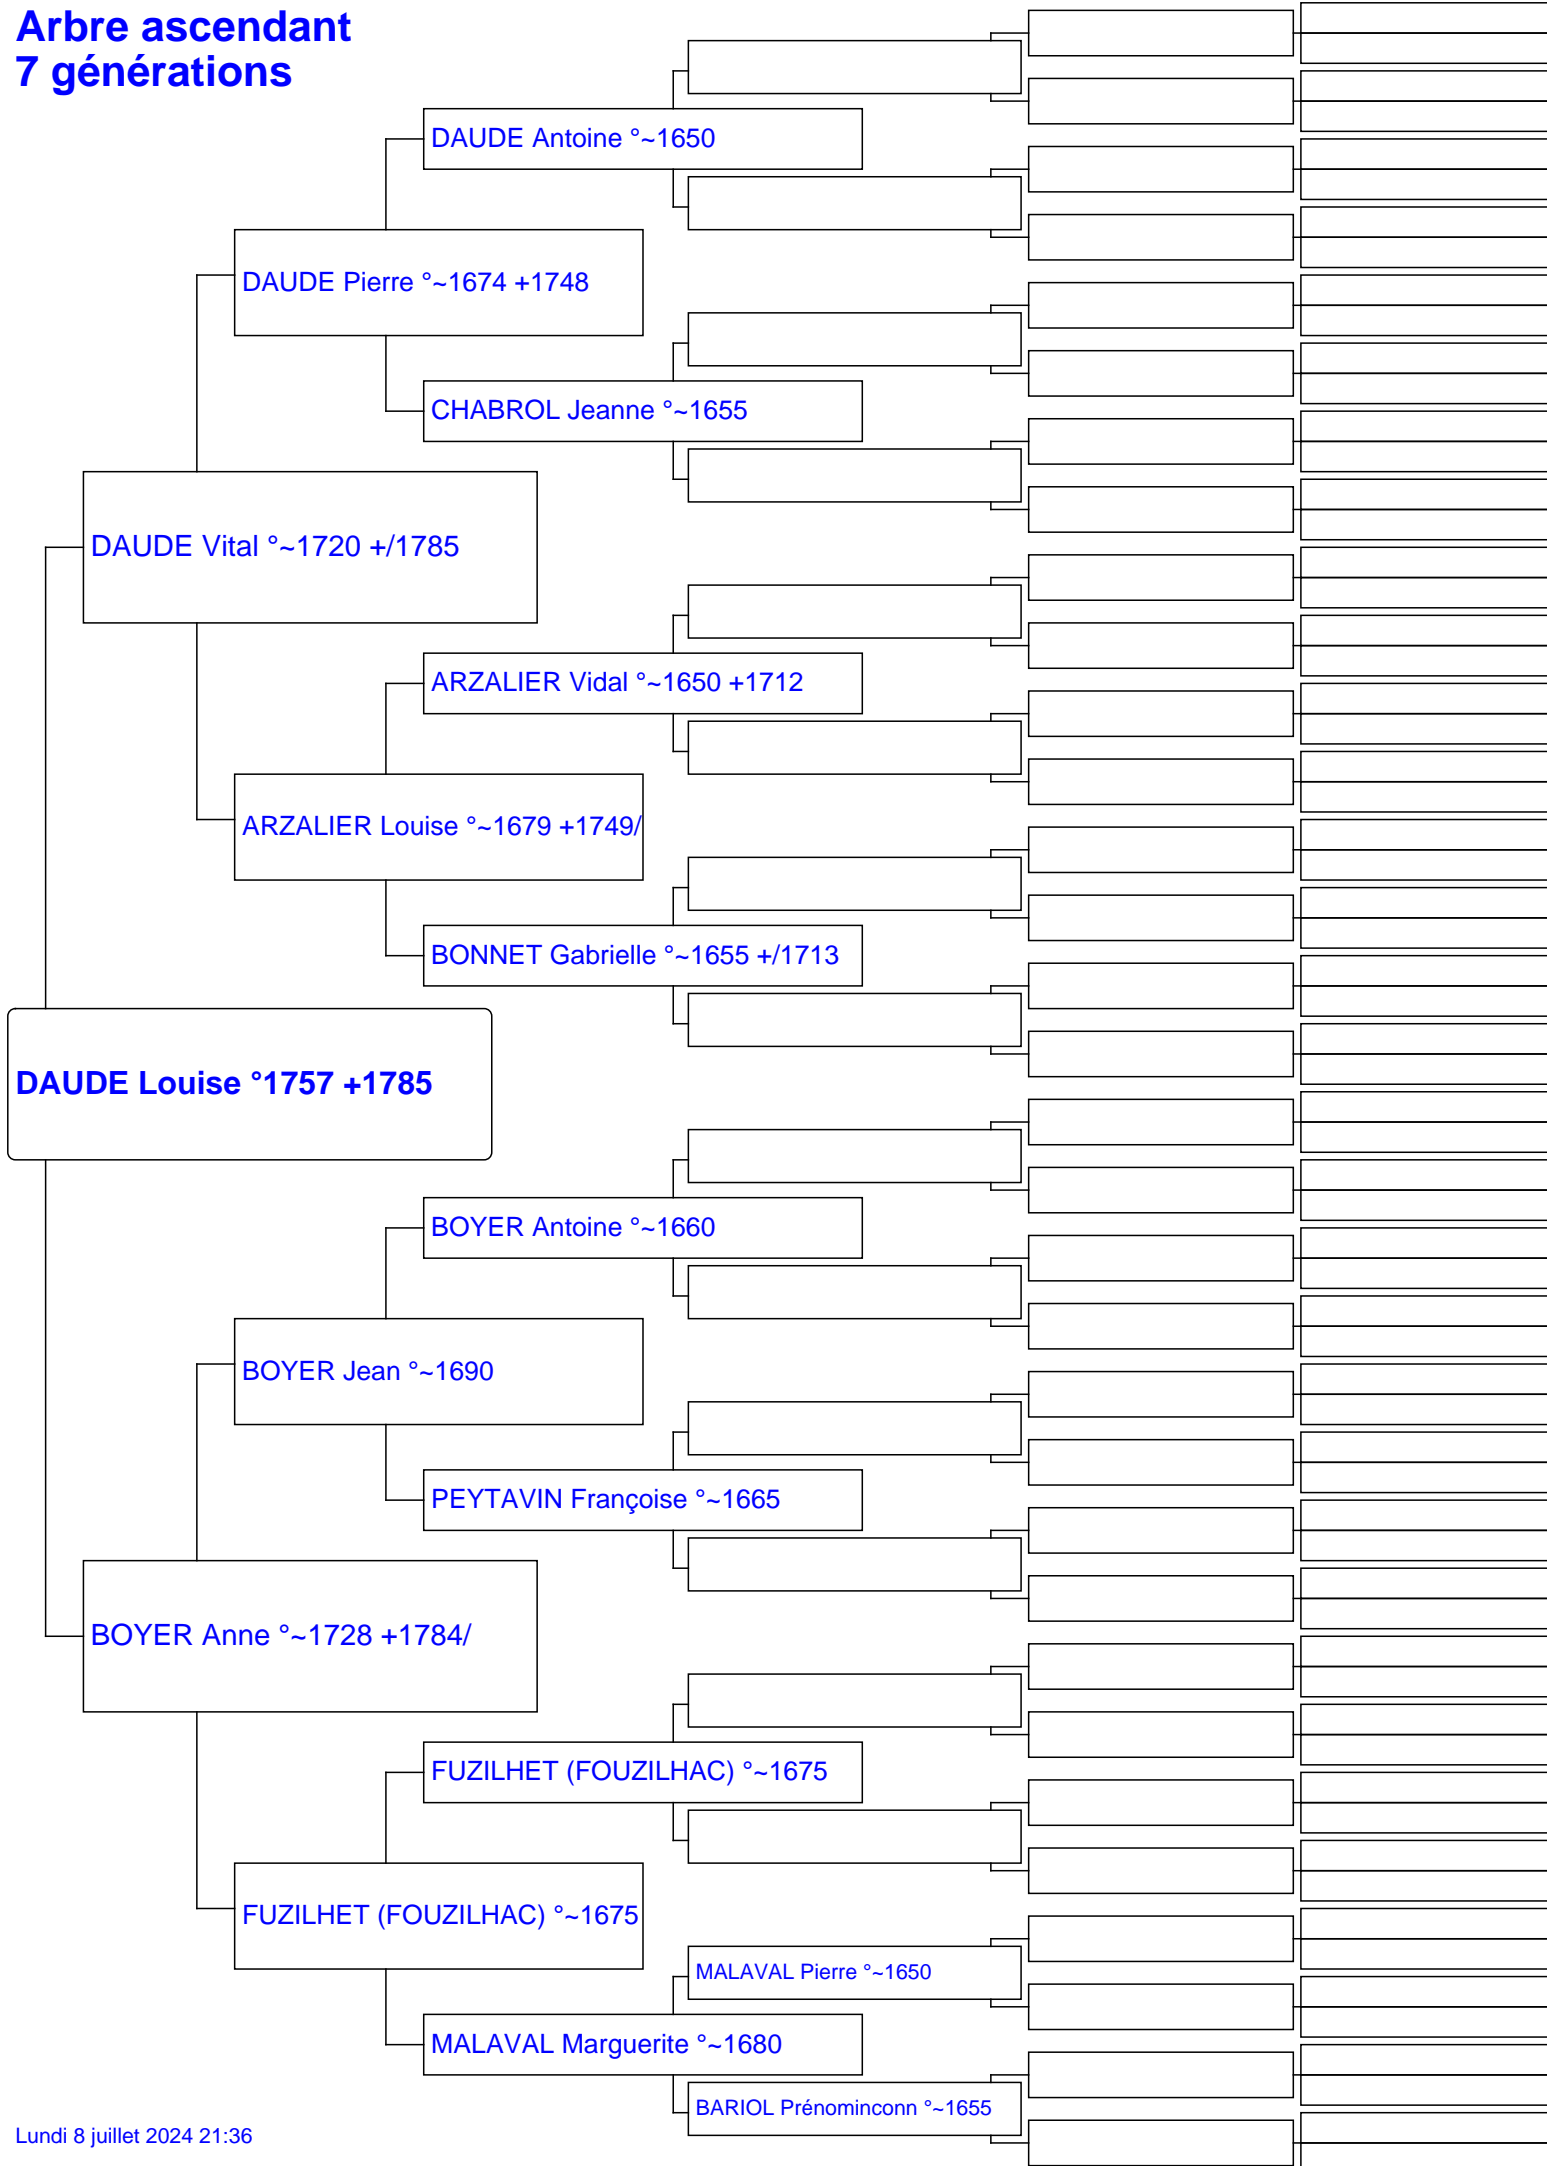 Arbre ascendant
7 générations
DAUDE Antoine °~1650
DAUDE Pierre °~1674 +1748
CHABROL Jeanne °~1655
DAUDE Vital °~1720 +/1785
ARZALIER Vidal °~1650 +1712
ARZALIER Louise °~1679 +1749/
BONNET Gabrielle °~1655 +/1713
DAUDE Louise °1757 +1785
BOYER Antoine °~1660
BOYER Jean °~1690
PEYTAVIN Françoise °~1665
BOYER Anne °~1728 +1784/
FUZILHET (FOUZILHAC) °~1675
FUZILHET (FOUZILHAC) °~1675
MALAVAL Pierre °~1650
MALAVAL Marguerite °~1680
BARIOL Prénominconn °~1655
Lundi 8 juillet 2024 21:36